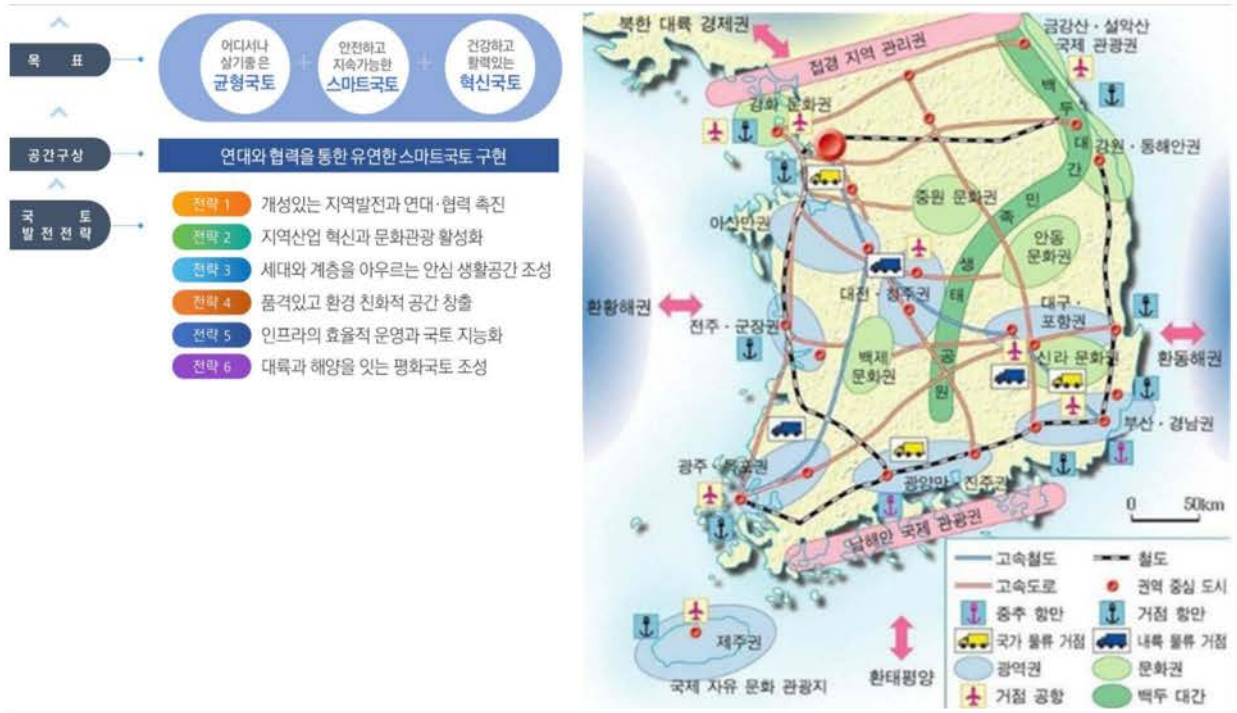 목 표
어디서나
살기좋은
균형국토
+
안전하고
지속가능한
스마트국토
+
건강하고
활력있는
혁신국토
공간구상
연대와 협력을 통한 유연한 스마트국토 구현
국 토
발전전략
전략 1 개성있는 지역발전과 연대·협력 촉진
전략 2 지역산업 혁신과 문화관광 활성화
전략 3 세대와 계층을 아우르는 안심 생활공간 조성
전략 4 품격있고 환경 친화적 공간 창출
전략 5 인프라의 효율적 운영과 국토 지능화
전략 6 대륙과 해양을 잇는 평화국토 조성
북한 대륙 경제권
금강산·설악산
국제 관광권
접경 지역 관리권
강화 문화권
백두대간
강원·동해안권
중원 문화권
민족생태공원
아산만권
안동
문화권
대전·청주권
대구·
포항권
환황해권
전주·군장권
백제
문화권
신라 문화권
환동해권
부산·경남권
광주·목포권
광양만·진주권
남해안 국제 관광권
0 50km
제주권
국제 자유 문화 관광지
환태평양
고속철도
철도
고속도로
권역 중심 도시
중추 항만
거점 항만
국가 물류 거점
내륙 물류 거점
광역권
문화권
거점 공항
백두 대간